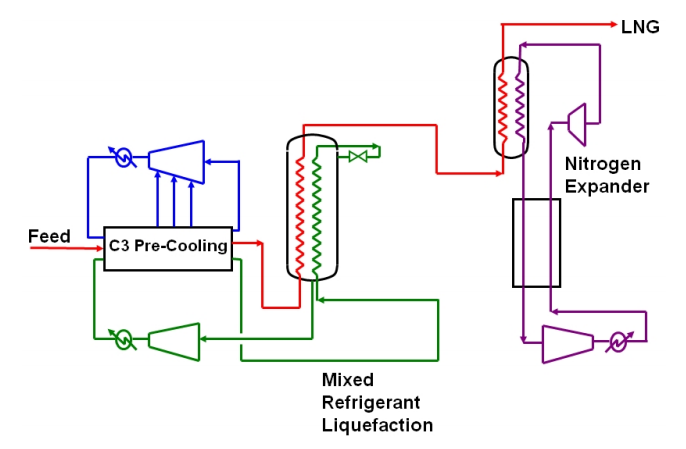 LNG
Nitrogen
Expander
Feed
C3 Pre-Cooling
Mixed
Refrigerant
Liquefaction